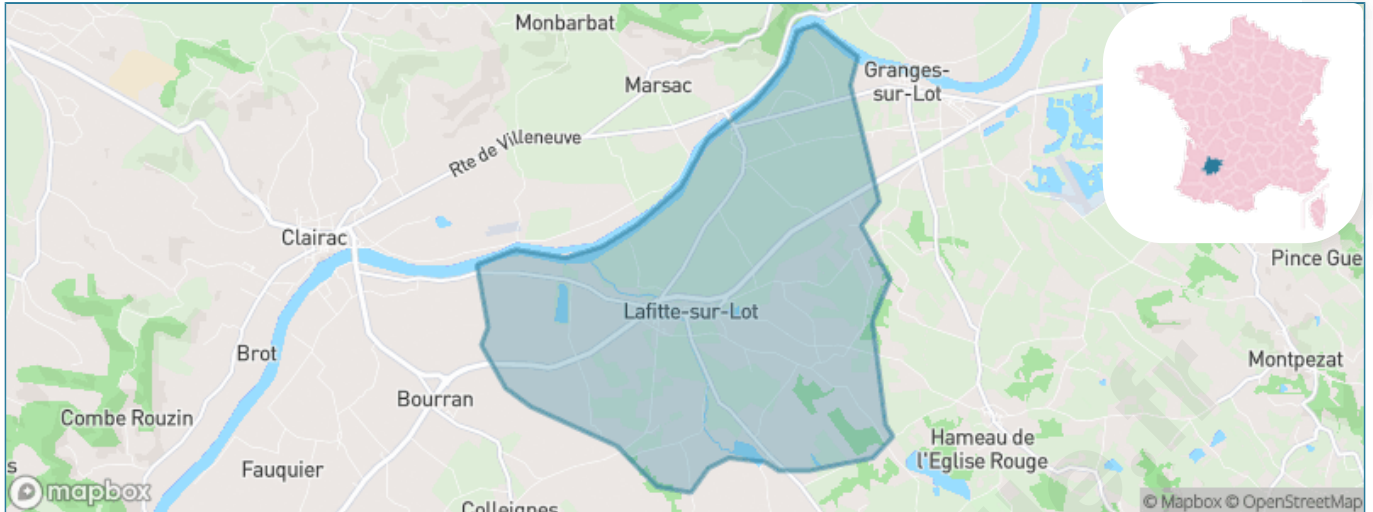 Monbarbat
Marsac
Granges-
sur-Lot
Rte de Villeneuve
Clairac
Pince Gue
Lafitte-sur-Lot
Brot
Montpezat
Bourran
Combe Rouzin
Hameau de
l'Eglise Rouge
Fauquier
s
mapbox
Colleignes
© Mapbox © OpenStreetMap